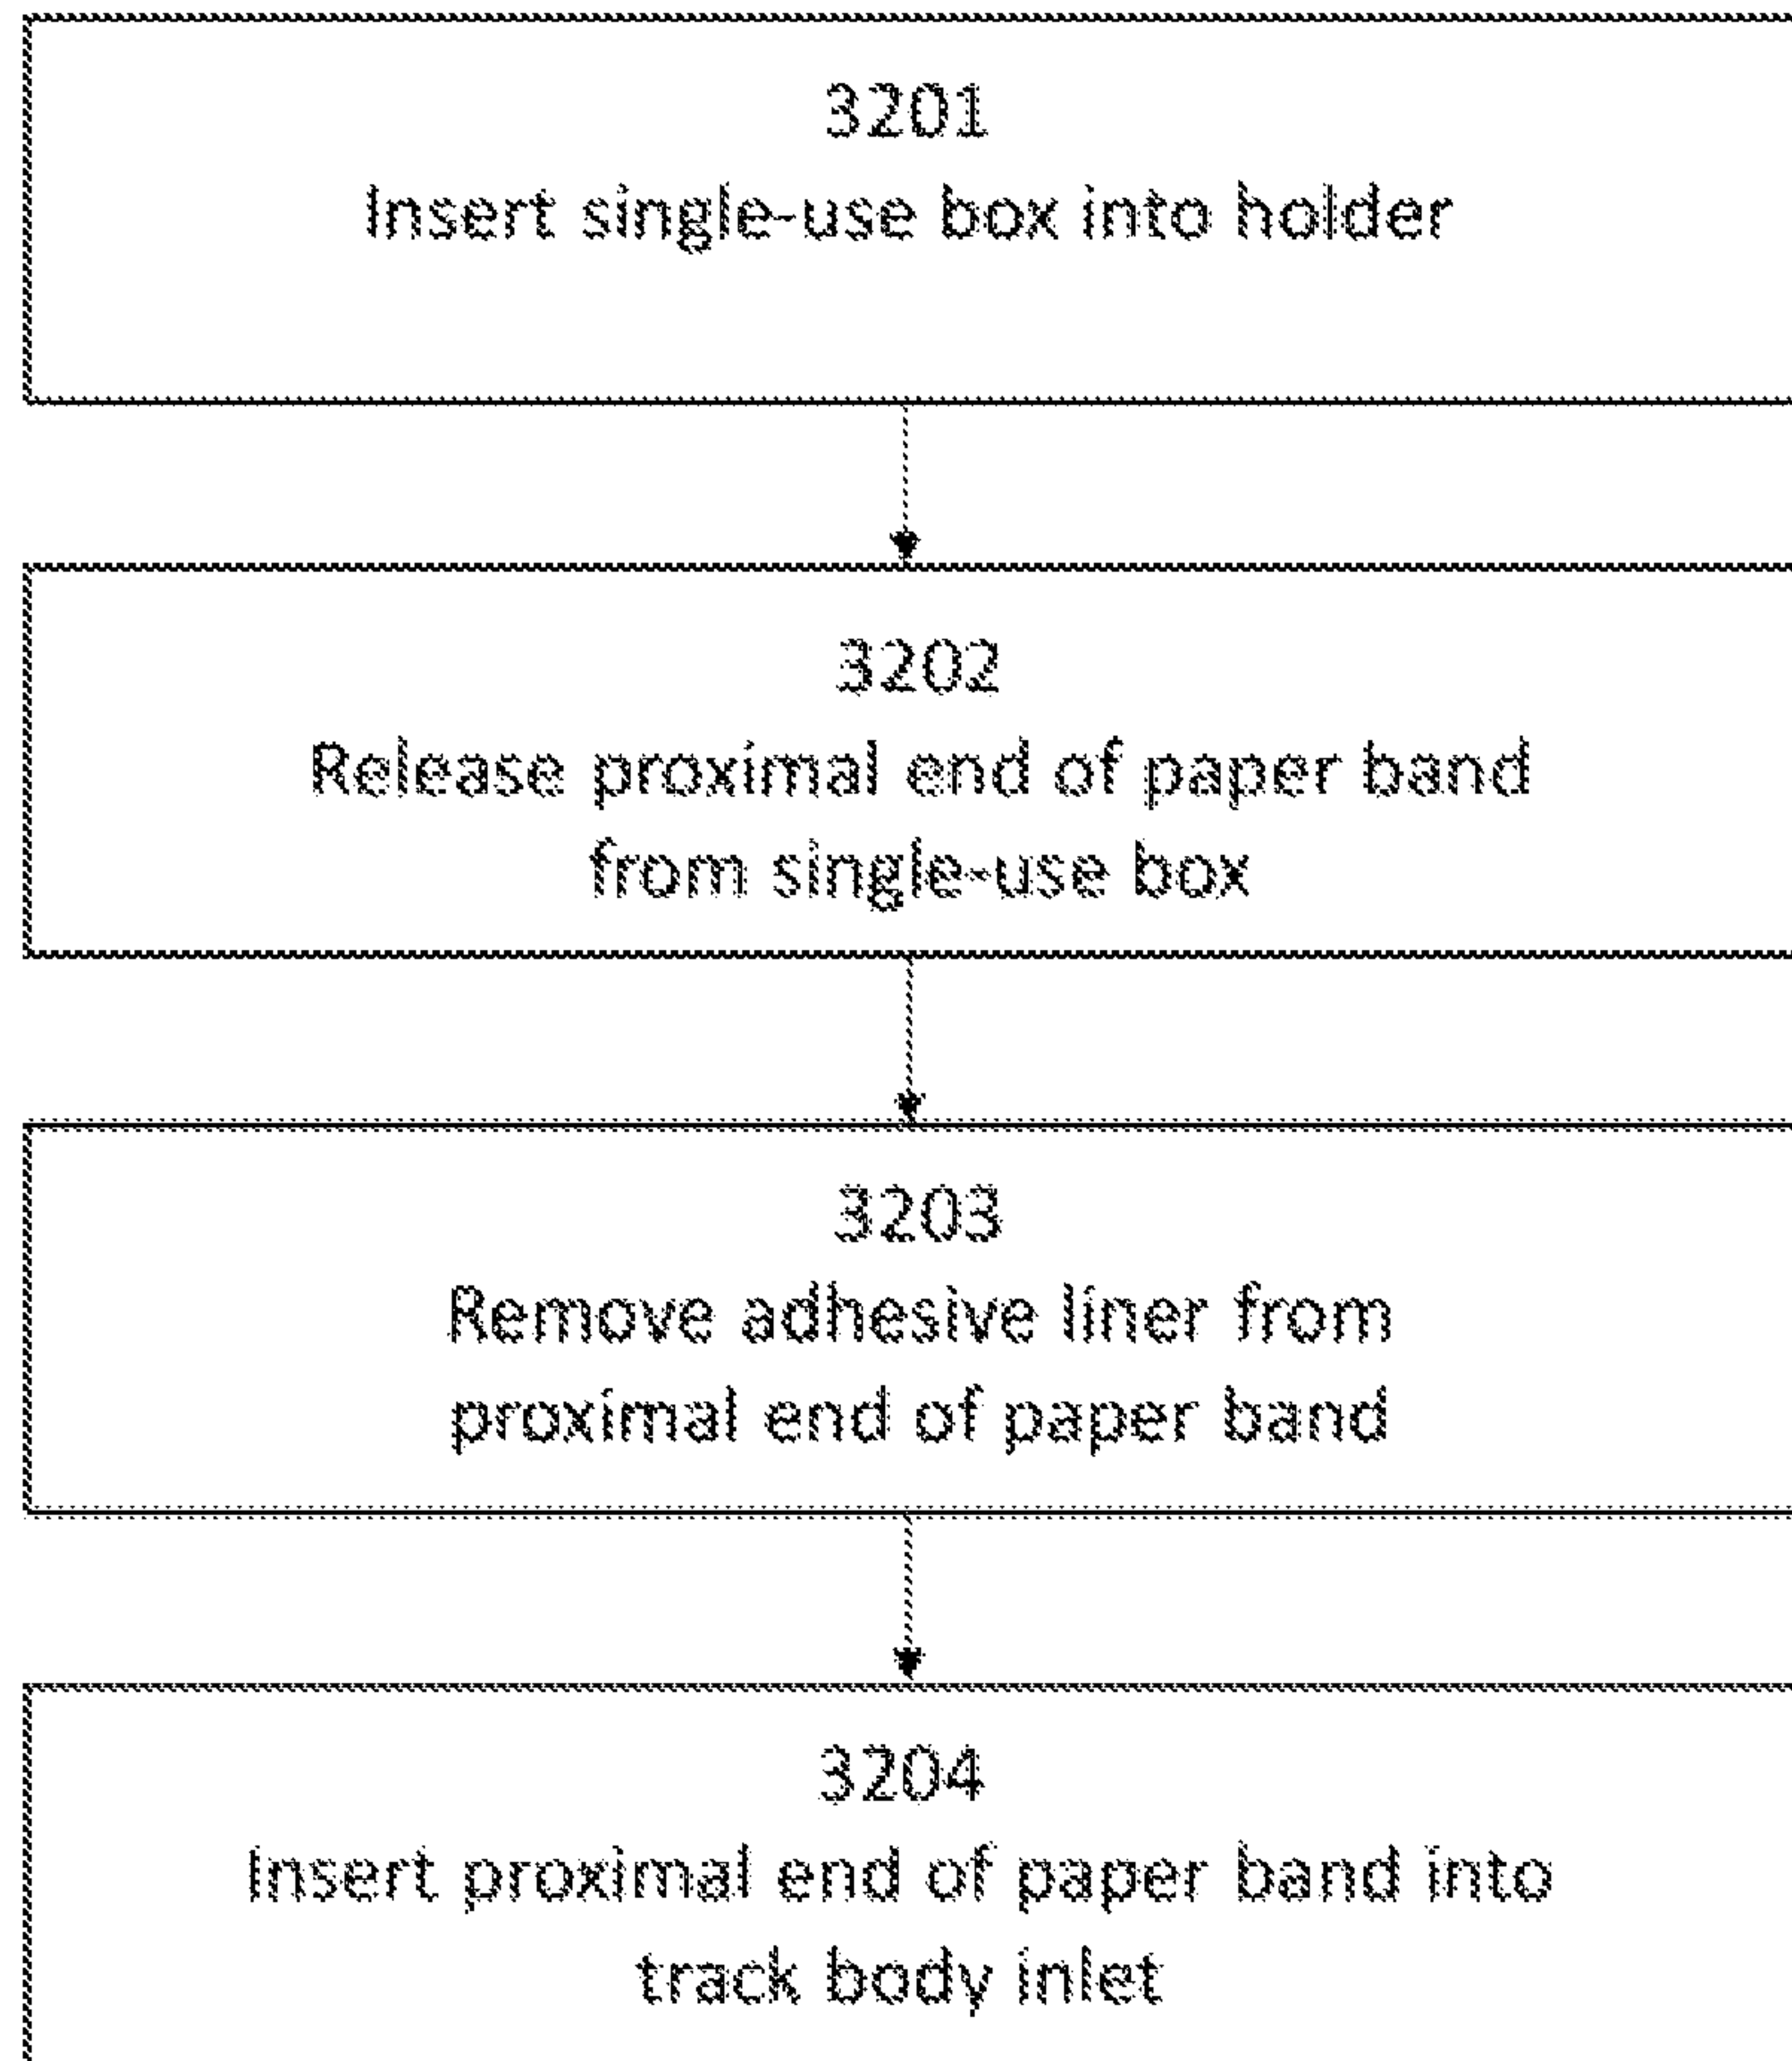 3201
Insert single-use box into holder
3202
Release proximal end of paper band
from single-use box
3203
Remove adhesive liner from
proximal end of paper band
3204
Insert proximal end of paper band into
track body inlet